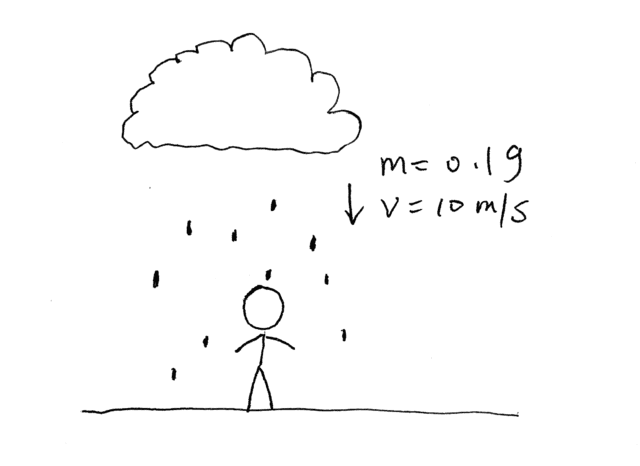 m = 0.1g
↓ v = 10 m/s